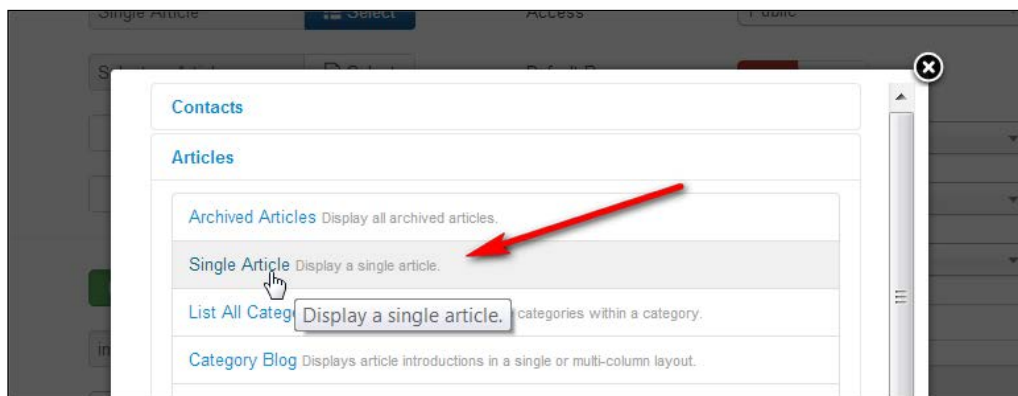 Single Article Select Access Public
Select
Contacts
Articles
Archived Articles Display all archived articles.
Single Article Display a single article.
List All Categ Display a single article. categories within a category.
Category Blog Displays article introductions in a single or multi-column layout.
in